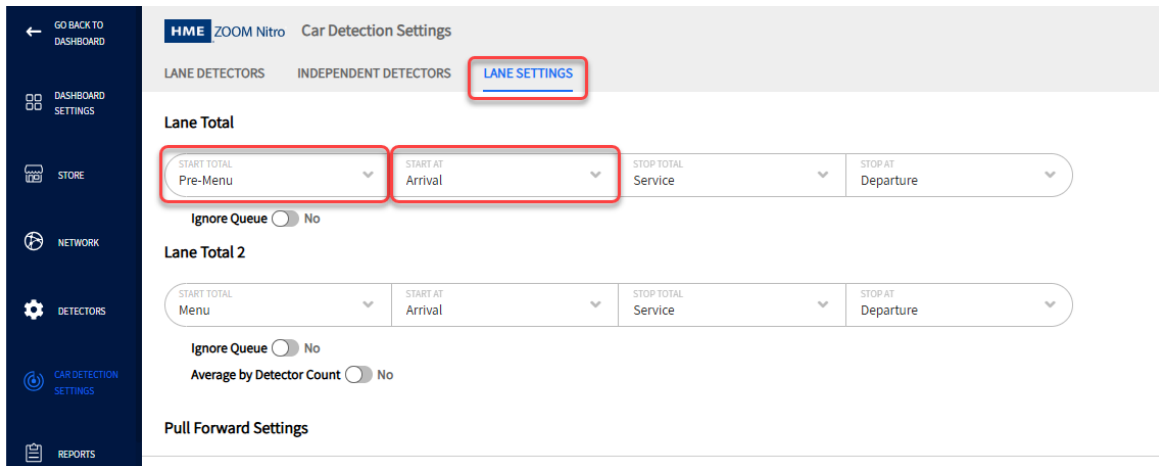 GO BACK TO
DASHBOARD
HME ZOOM Nitro Car Detection Settings
LANE DETECTORS INDEPENDENT DETECTORS LANE SETTINGS
DASHBOARD
SETTINGS
Lane Total
START TOTAL START AT STOP TOTAL STOP AT
Pre-Menu Arrival Service Departure
STORE
Ignore Queue No
NETWORK
Lane Total 2
START TOTAL START AT STOP TOTAL STOP AT
Menu Arrival Service Departure
DETECTORS
Ignore Queue No
Average by Detector Count No
CAR DETECTION
SETTINGS
Pull Forward Settings
REPORTS